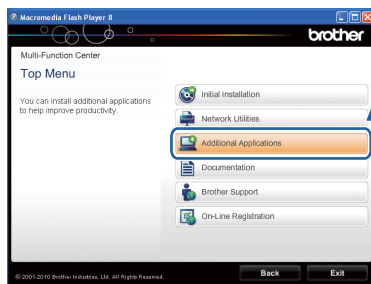 Macromedia Flash Player 8
brother
Multi-Function Center
Top Menu
You can install additional applications
to help improve productivity.
Initial Installation
Network Utilities
Additional Applications
Documentation
Brother Support
On-Line Registration
© 2001-2010 Brother Industries, Ltd. All Rights Reserved.
Back
Exit